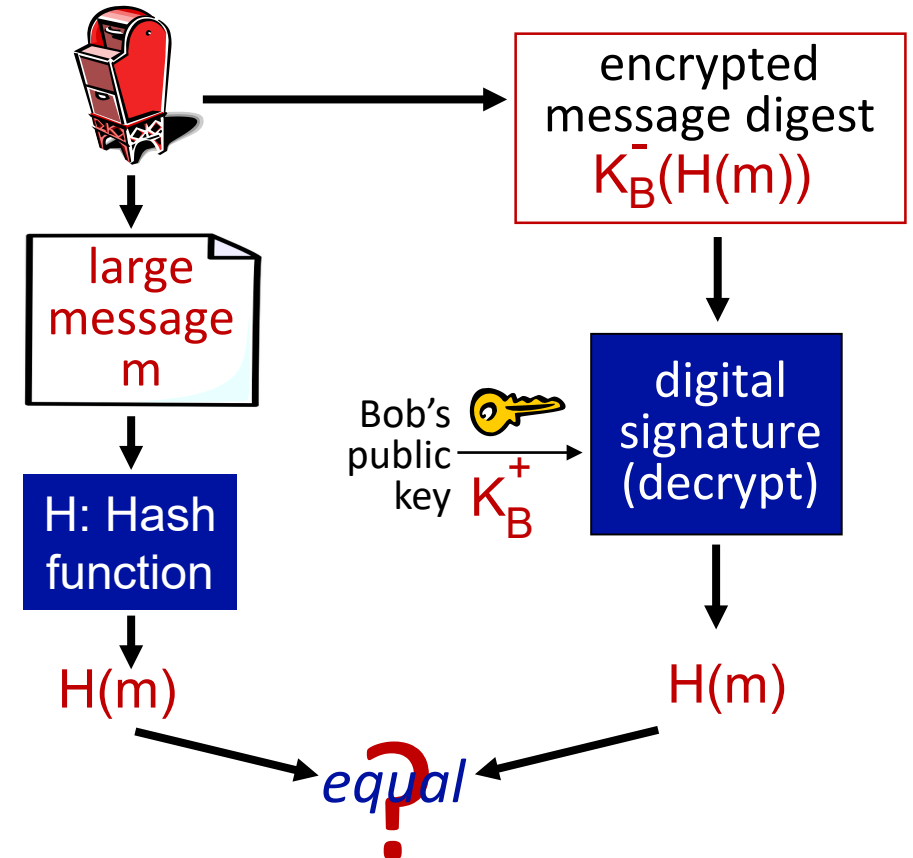 encrypted
message digest
K_B^-(H(m))
large
message
m
Bob's
public
key K_B^+
digital
signature
(decrypt)
H: Hash
function
H(m)
H(m)
equal
?